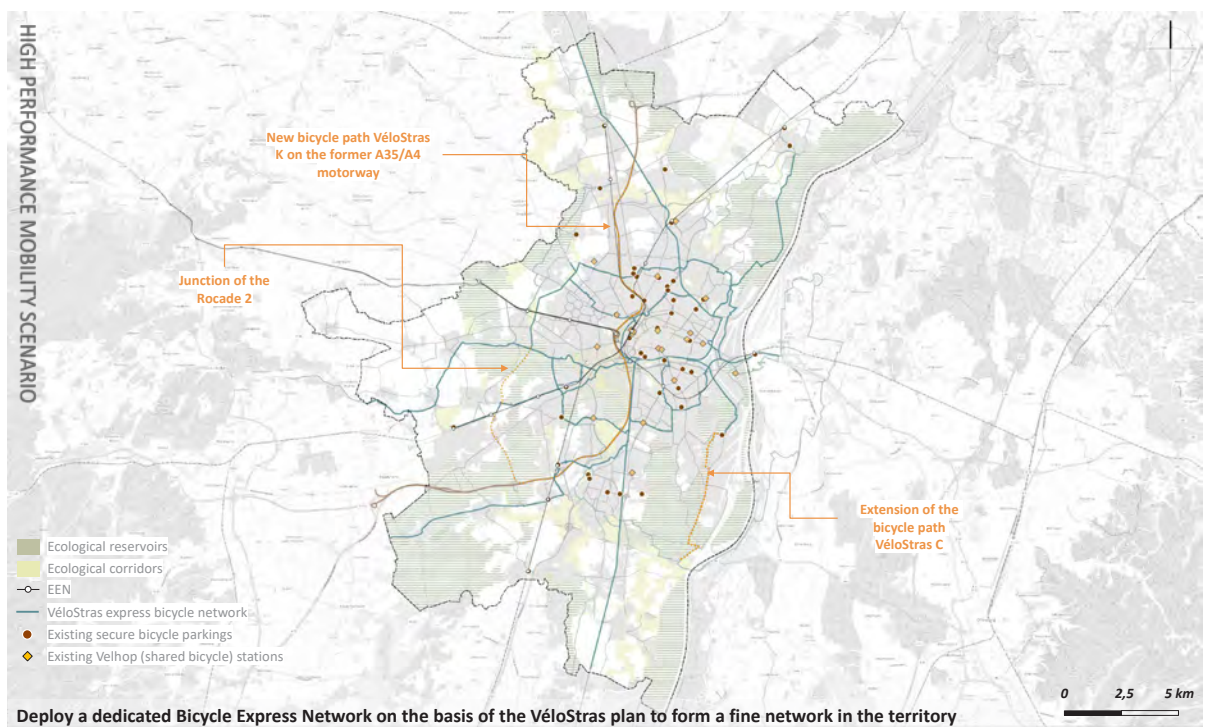 HIGH PERFORMANCE MOBILITY SCENARIO
New bicycle path VéloStras
K on the former A35/A4
motorway
Junction of the
Rocade 2
Extension of the
bicycle path
VéloStras C
Ecological reservoirs
Ecological corridors
EEN
VéloStras express bicycle network
Existing secure bicycle parkings
Existing Velhop (shared bicycle) stations
0 2,5 5 km
Deploy a dedicated Bicycle Express Network on the basis of the VéloStras plan to form a fine network in the territory